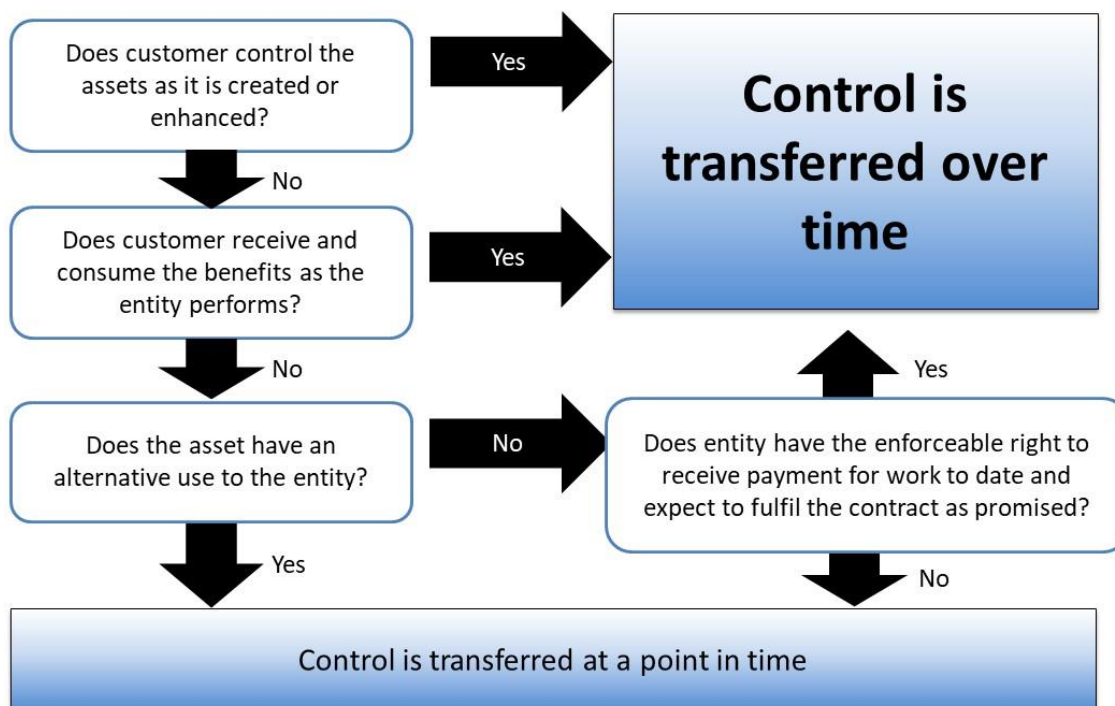 Does customer control the
assets as it is created or
enhanced?
Yes
Control is
transferred over
time
No
Does customer receive and
consume the benefits as the
entity performs?
Yes
No
Yes
Does the asset have an
alternative use to the entity?
No
Does entity have the enforceable right to
receive payment for work to date and
expect to fulfil the contract as promised?
Yes
No
Control is transferred at a point in time